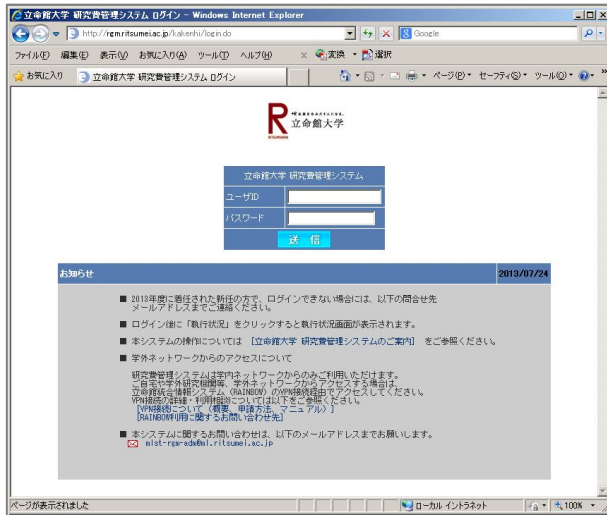 立命館大学 研究費管理システム ログイン - Windows Internet Explorer
http://rgm.ritsumei.ac.jp/kakenhi/login.do
Google
ファイル(F) 編集(E) 表示(V) お気に入り(A) ツール(T) ヘルプ(H) × 変換 選択
お気に入り 立命館大学 研究費管理システム ログイン ページ(P) セーフティ(S) ツール(O) »
R 立命館大学
立命館大学 研究費管理システム
ユーザID
パスワード
送 信
お知らせ 2013/07/24
■ 2013年度に着任された新任の方で、ログインできない場合には、以下の問合せ先
メールアドレスまでご連絡ください。
■ ログイン後に「執行状況」をクリックすると執行状況画面が表示されます。
■ 本システムの操作については [立命館大学 研究費管理システムのご案内] をご参照ください。
■ 学外ネットワークからのアクセスについて
研究費管理システムは学内ネットワークからのみご利用いただけます。
ご自宅や学外研究機関等、学外ネットワークからアクセスする場合は、
立命館統合情報システム（RAINBOW）のVPN接続経由でアクセスしてください。
VPN接続の詳細・利用相談については以下をご参照ください。
[VPN接続について（概要、申請方法、マニュアル）]
[RAINBOW利用に関するお問い合わせ先]
■ 本システムに関するお問い合わせは、以下のメールアドレスまでお願いします。
mlst-rgm-adm@ml.ritsumei.ac.jp
ページが表示されました ローカル イントラネット 100%